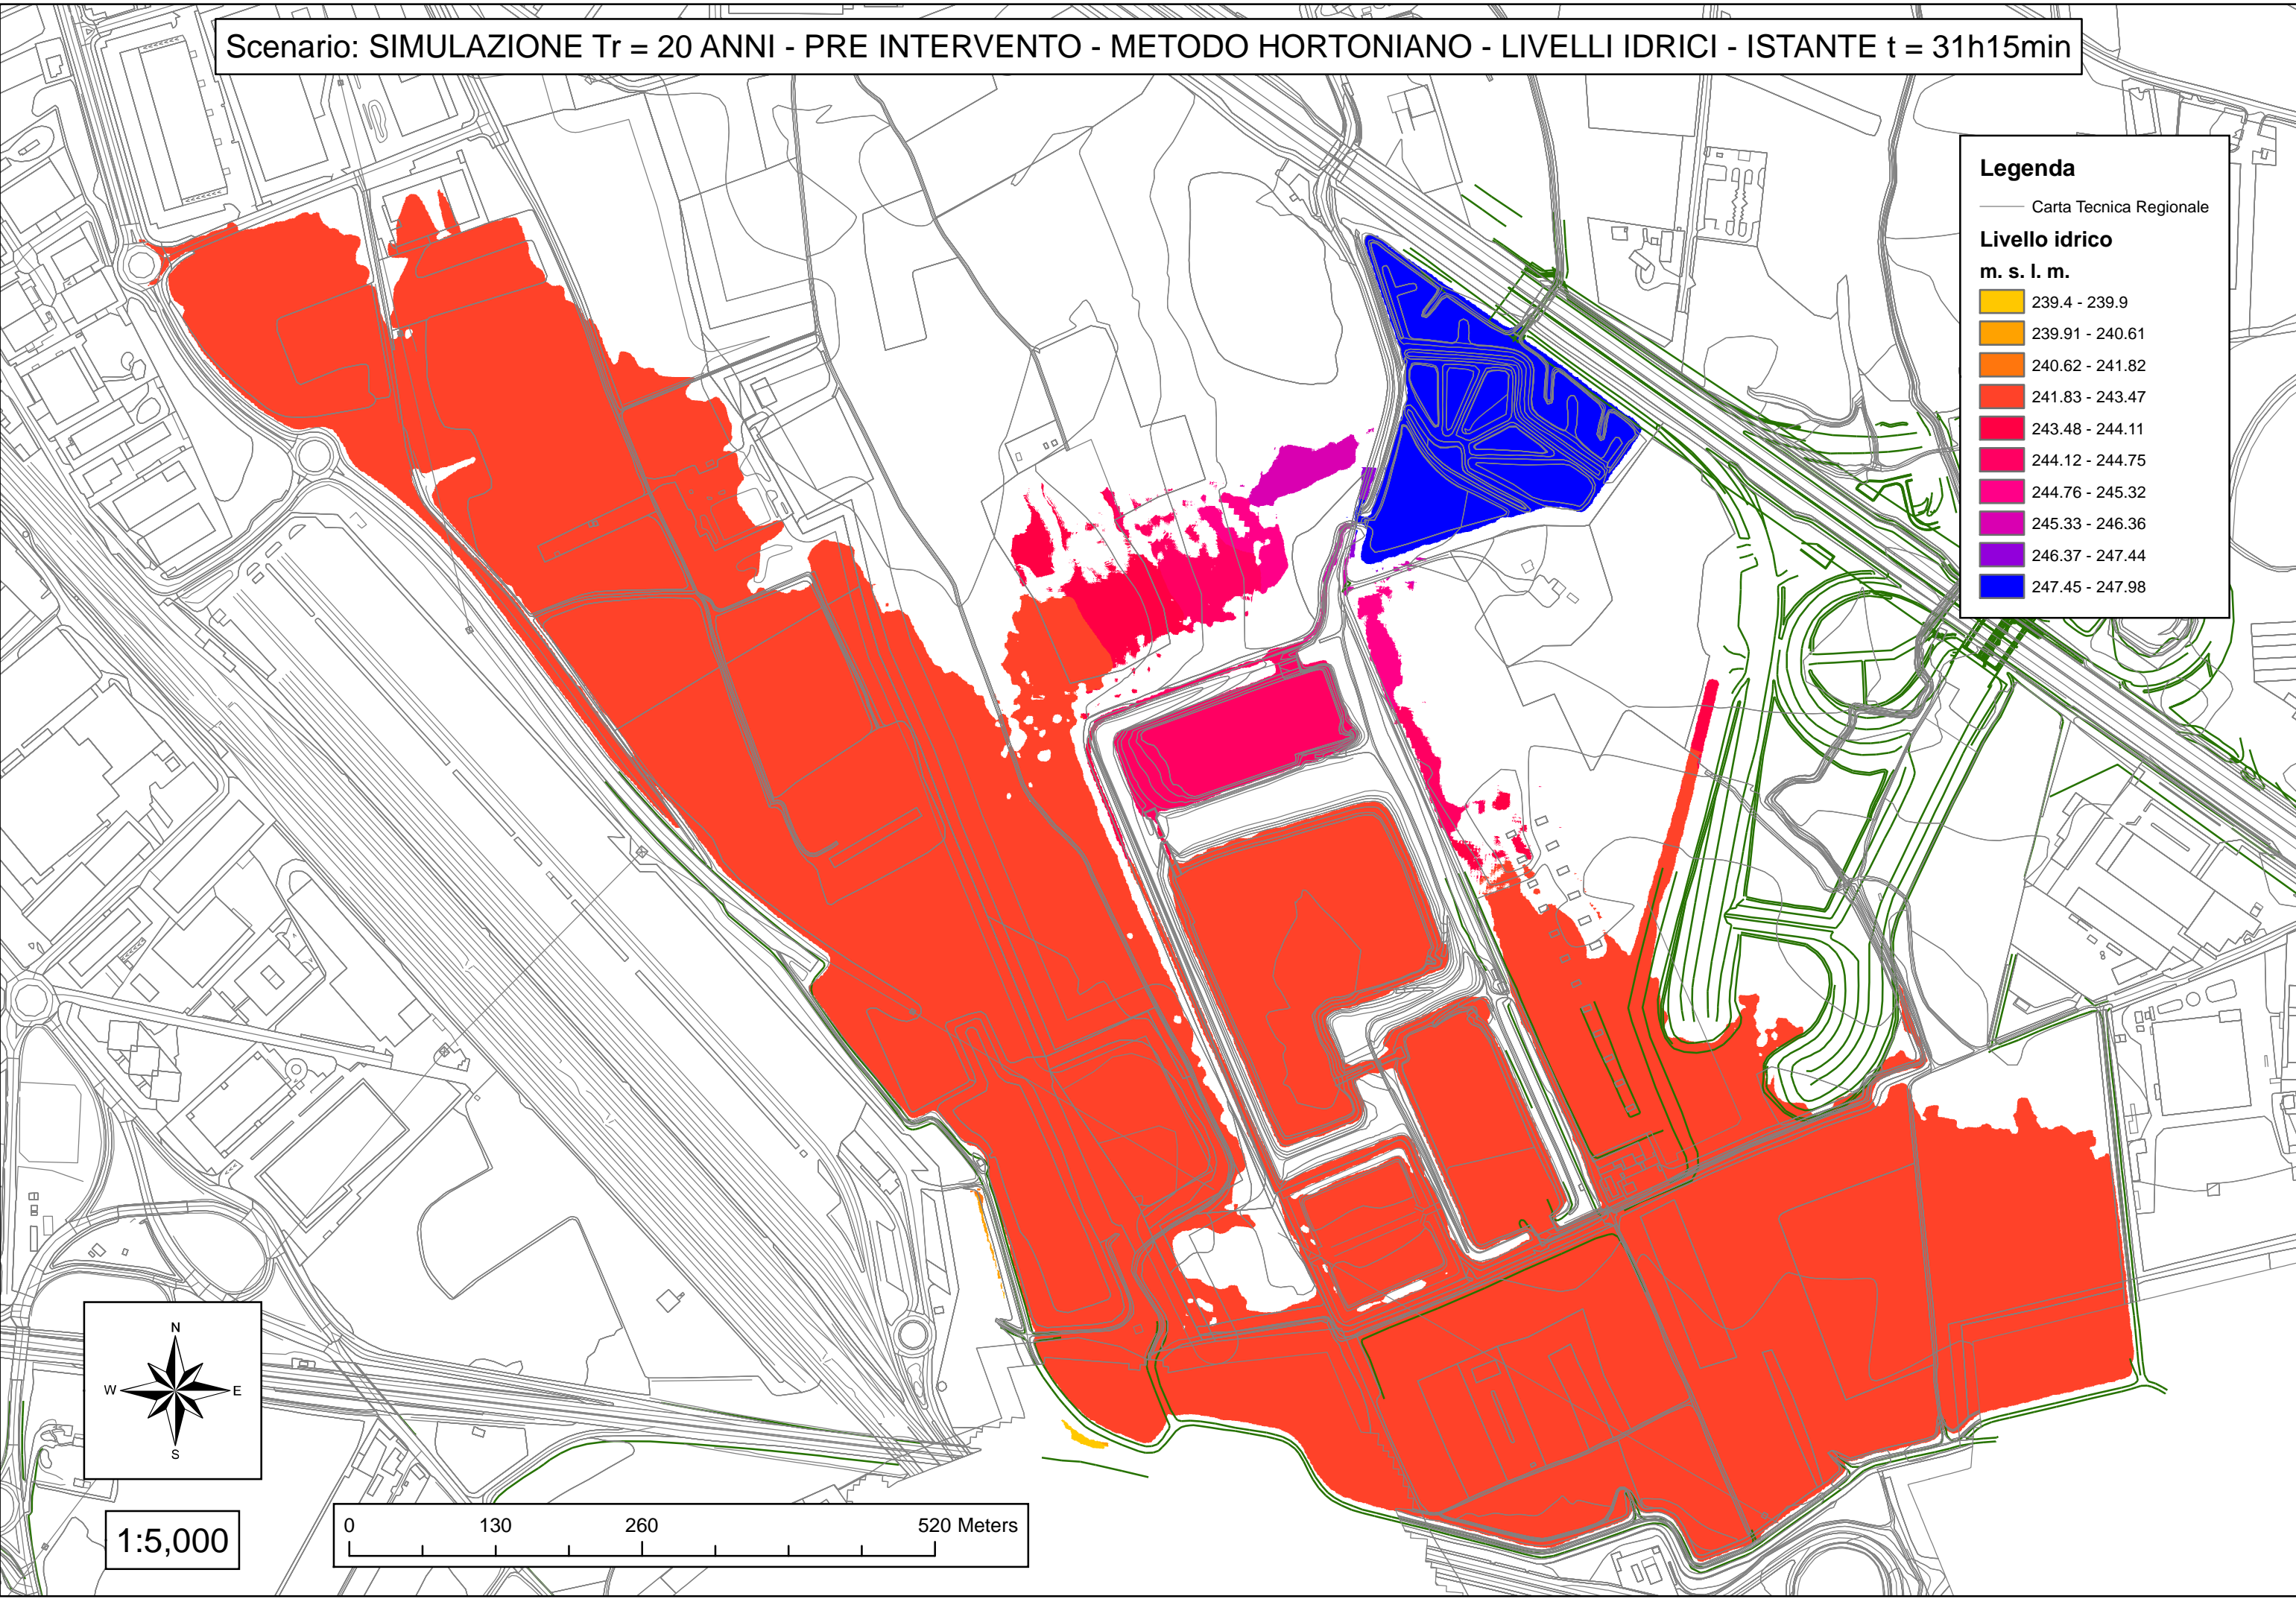 Scenario: SIMULAZIONE Tr = 20 ANNI - PRE INTERVENTO - METODO HORTONIANO - LIVELLI IDRICI - ISTANTE t = 31h15min
Legenda
Carta Tecnica Regionale
Livello idrico
m. s. l. m.
239.4 - 239.9
239.91 - 240.61
240.62 - 241.82
241.83 - 243.47
243.48 - 244.11
244.12 - 244.75
244.76 - 245.32
245.33 - 246.36
246.37 - 247.44
247.45 - 247.98
N
W E
S
1:5,000
0 130 260 520 Meters